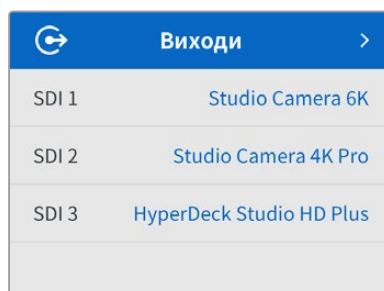 Виходи
SDI 1 Studio Camera 6K
SDI 2 Studio Camera 4K Pro
SDI 3 HyperDeck Studio HD Plus